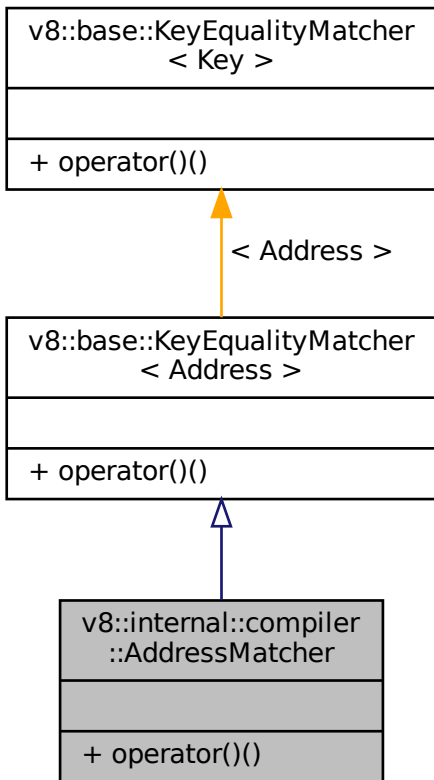 v8::base::KeyEqualityMatcher
< Key >
+ operator()()
< Address >
v8::base::KeyEqualityMatcher
< Address >
+ operator()()
v8::internal::compiler
::AddressMatcher
+ operator()()